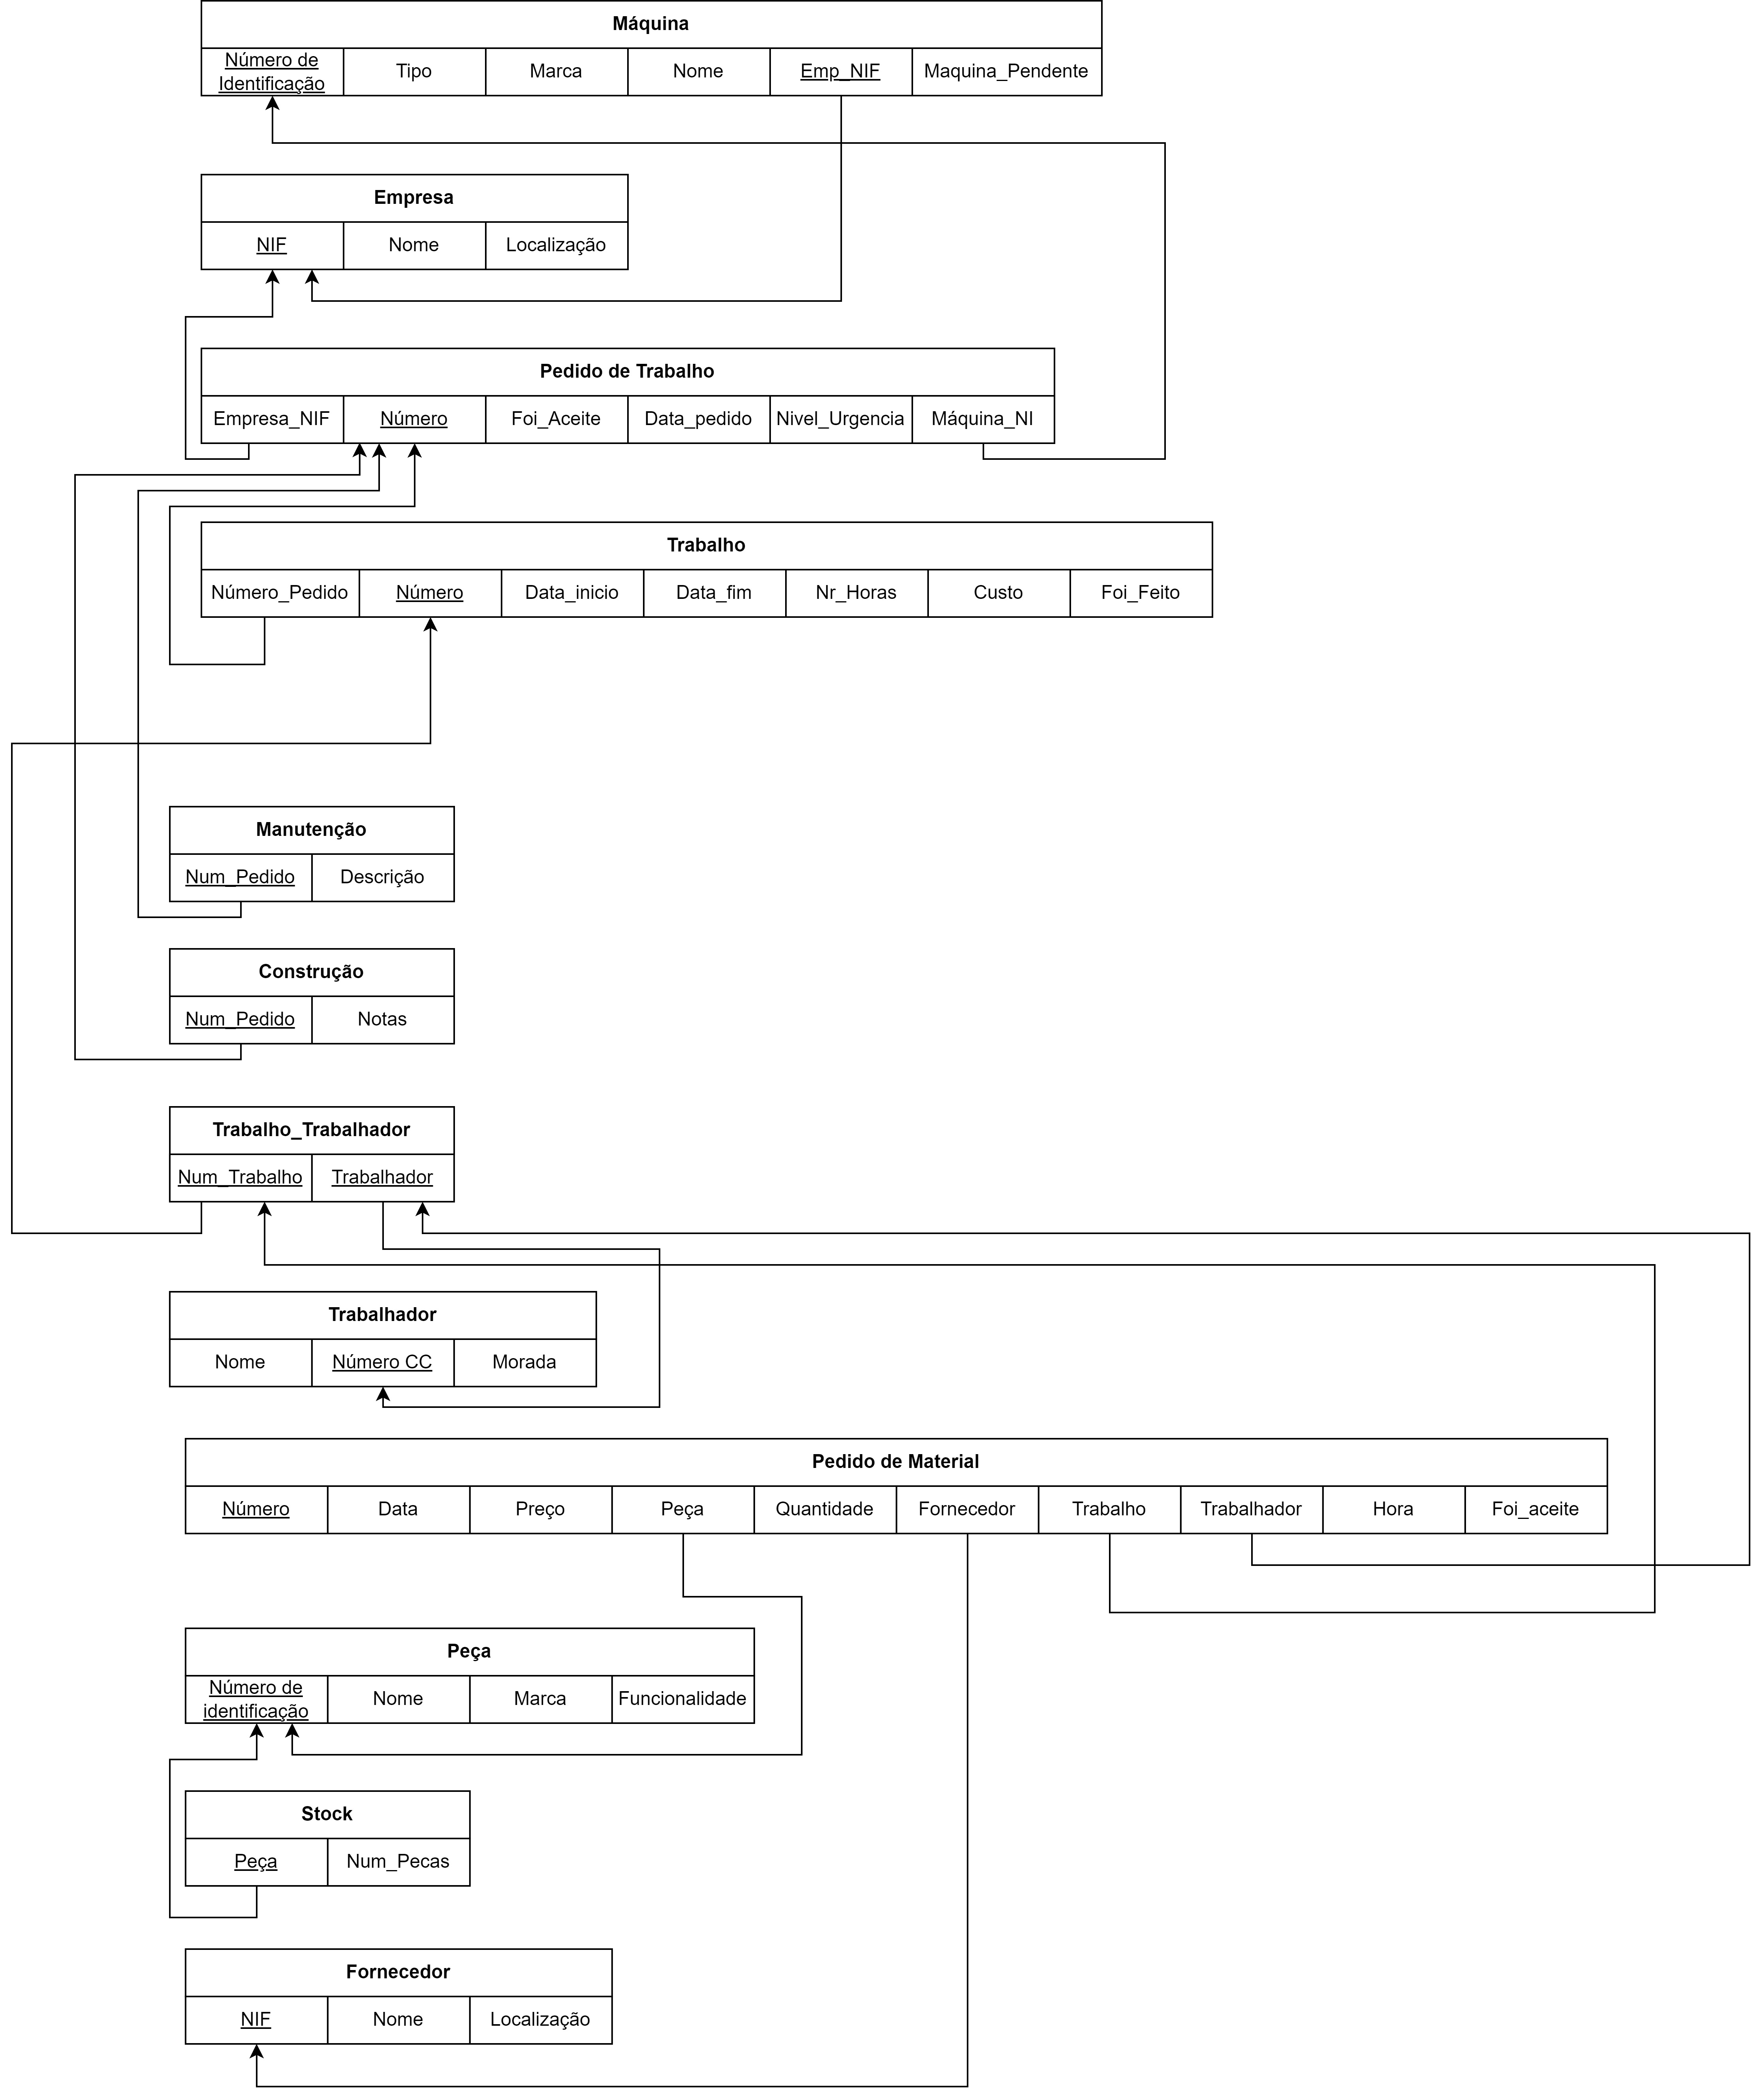 Máquina
Número de
Identificação
Tipo
Marca
Nome
Emp_NIF
Maquina_Pendente
Empresa
NIF
Nome
Localização
Pedido de Trabalho
Empresa_NIF
Número
Foi_Aceite
Data_pedido
Nivel_Urgencia
Máquina_NI
Trabalho
Número_Pedido
Número
Data_inicio
Data_fim
Nr_Horas
Custo
Foi_Feito
Manutenção
Num_Pedido
Descrição
Construção
Num_Pedido
Notas
Trabalho_Trabalhador
Num_Trabalho
Trabalhador
Trabalhador
Nome
Número CC
Morada
Pedido de Material
Número
Data
Preço
Peça
Quantidade
Fornecedor
Trabalho
Trabalhador
Hora
Foi_aceite
Peça
Número de
identificação
Nome
Marca
Funcionalidade
Stock
Peça
Num_Pecas
Fornecedor
NIF
Nome
Localização